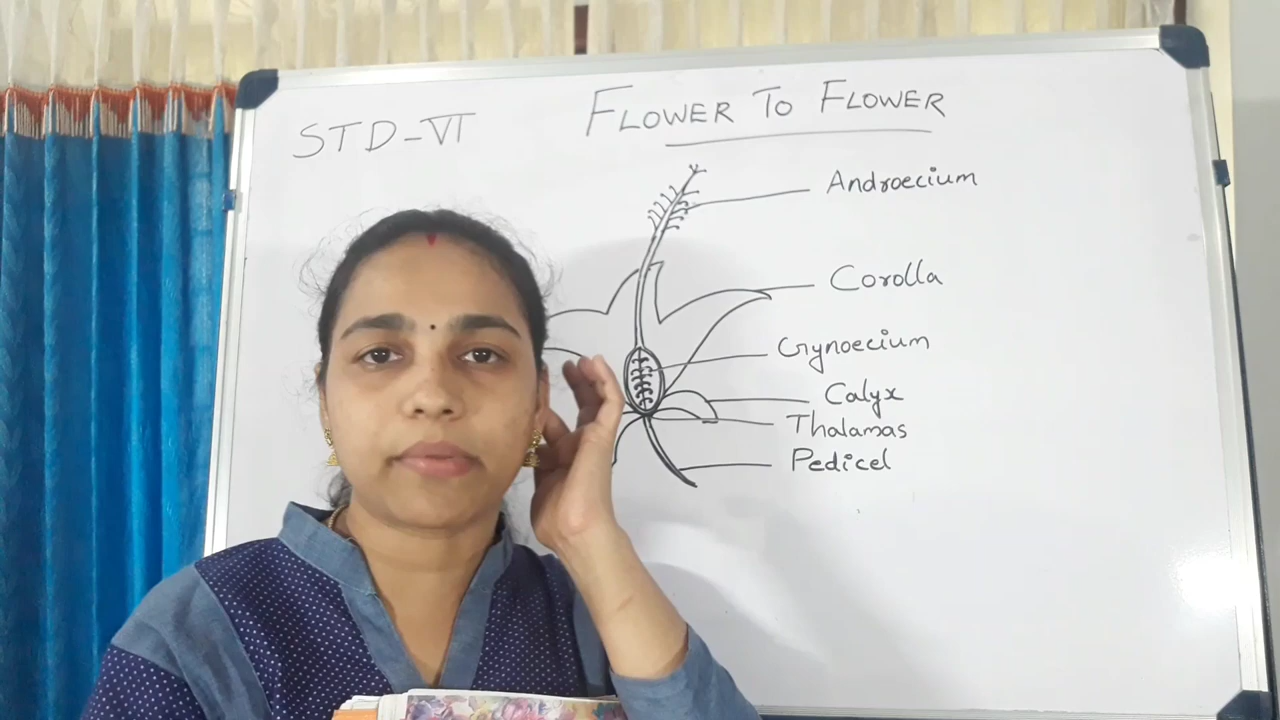 STD-VI
FLOWER TO FLOWER
Androecium
Corolla
Gynoecium
Calyx
Thalamas
Pedicel